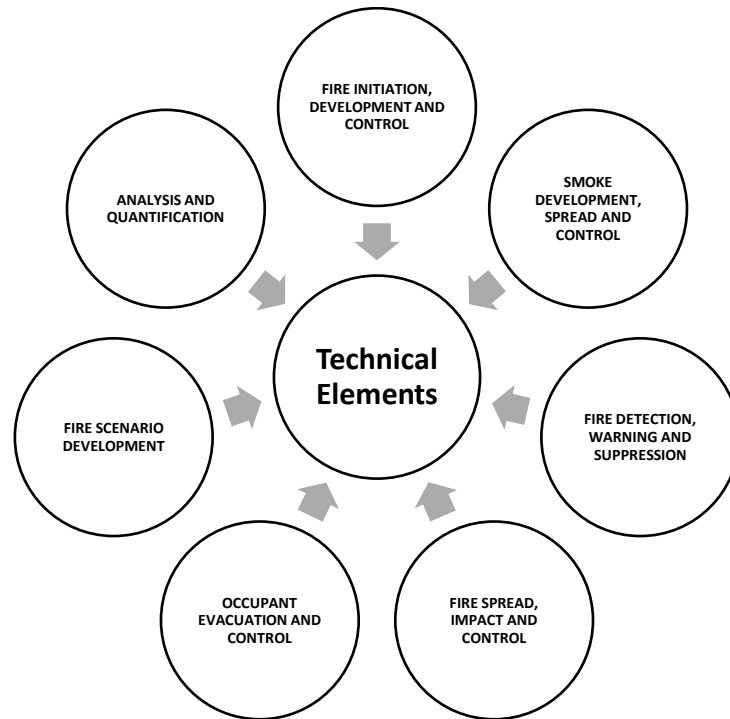 FIRE INITIATION,
DEVELOPMENT AND
CONTROL
SMOKE
DEVELOPMENT,
SPREAD AND
CONTROL
FIRE DETECTION,
WARNING AND
SUPPRESSION
FIRE SPREAD,
IMPACT AND
CONTROL
OCCUPANT
EVACUATION AND
CONTROL
FIRE SCENARIO
DEVELOPMENT
ANALYSIS AND
QUANTIFICATION
Technical
Elements